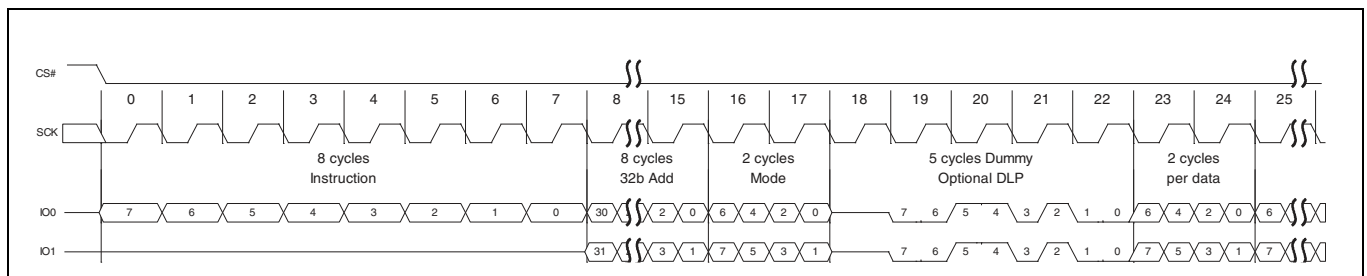 CS#
0 1 2 3 4 5 6 7 8 15 16 17 18 19 20 21 22 23 24 25
SCK
8 cycles 8 cycles 2 cycles 5 cycles Dummy 2 cycles
Instruction 32b Add Mode Optional DLP per data
IO0 7 6 5 4 3 2 1 0 30 2 0 6 4 2 0 7 6 5 4 3 2 1 0 6 4 2 0 6
IO1 31 3 1 7 5 3 1 7 6 5 4 3 2 1 0 7 5 3 1 7